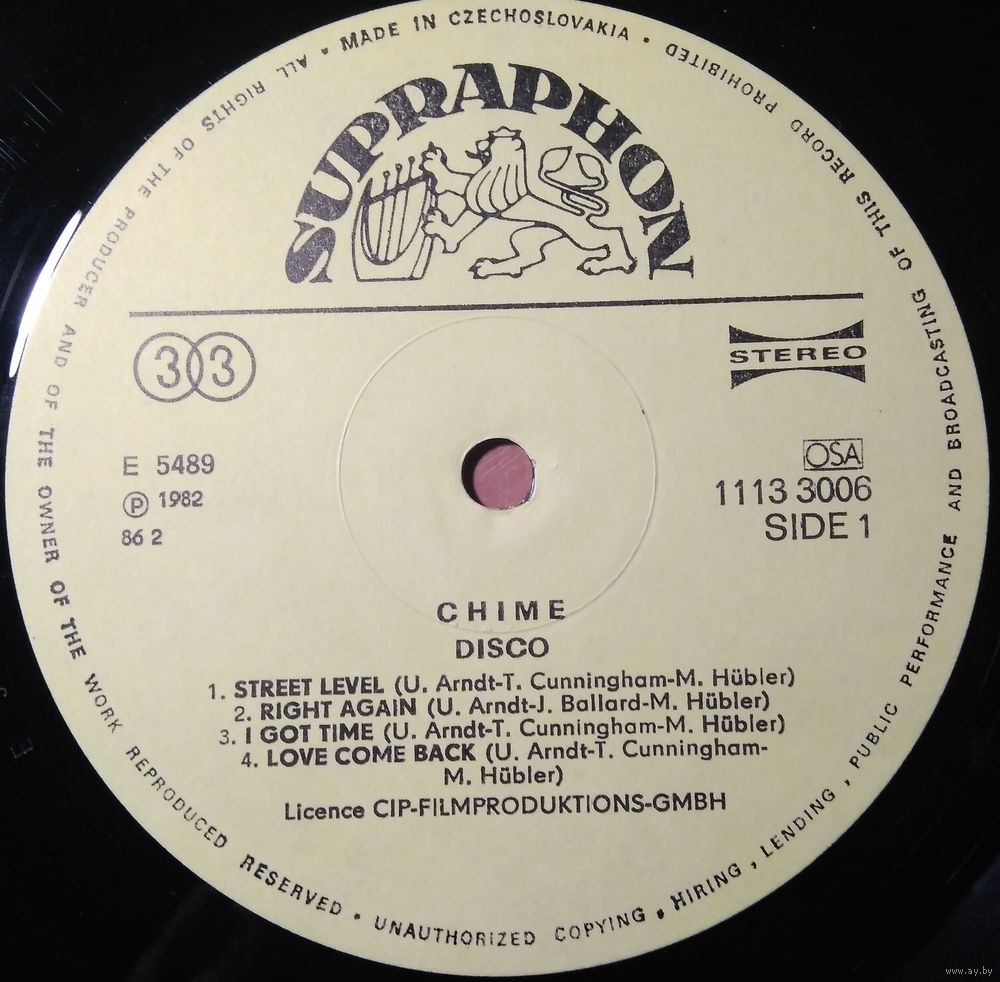 ALL RIGHTS OF THE PRODUCER AND OF THE OWNER OF THE WORK REPRODUCED RESERVED • UNAUTHORIZED COPYING • HIRING, LENDING, PUBLIC PERFORMANCE AND BROADCASTING OF THIS RECORD PROHIBITED • MADE IN CZECHOSLOVAKIA •
SUPRAPHON
33
STEREO
E 5489
Ⓟ 1982
86 2
OSA
1113 3006
SIDE 1
CHIME
DISCO
1. STREET LEVEL (U. Arndt-T. Cunningham-M. Hübler)
2. RIGHT AGAIN (U. Arndt-J. Ballard-M. Hübler)
3. I GOT TIME (U. Arndt-T. Cunningham-M. Hübler)
4. LOVE COME BACK (U. Arndt-T. Cunningham-
M. Hübler)
Licence CIP-FILMPRODUKTIONS-GMBH
www.ay.by